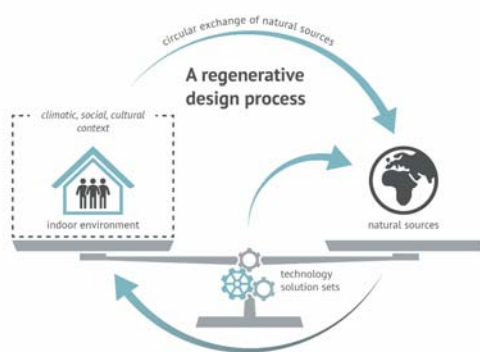 circular exchange of natural sources
A regenerative
design process
climatic, social, cultural
context
indoor environment
natural sources
technology
solution sets